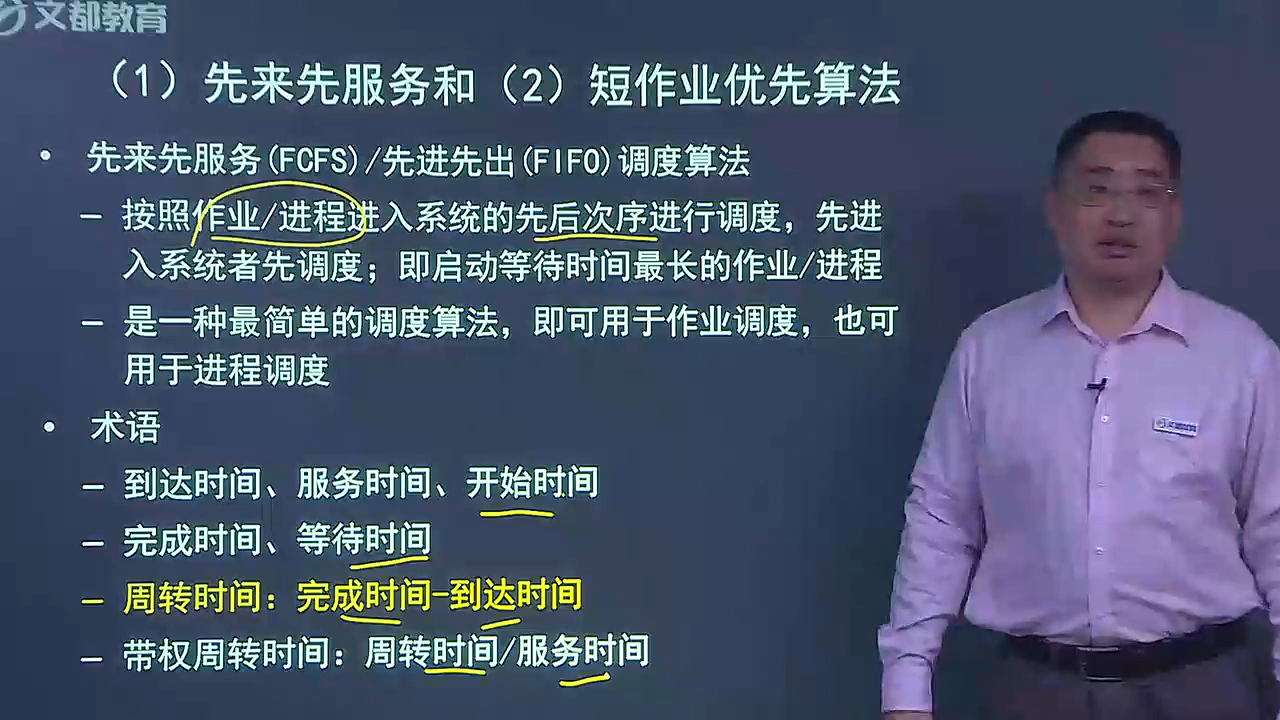 文都教育
（1）先来先服务和（2）短作业优先算法
• 先来先服务(FCFS)/先进先出(FIFO)调度算法
– 按照作业/进程进入系统的先后次序进行调度，先进
入系统者先调度；即启动等待时间最长的作业/进程
– 是一种最简单的调度算法，即可用于作业调度，也可
用于进程调度
• 术语
– 到达时间、服务时间、开始时间
– 完成时间、等待时间
– 周转时间：完成时间-到达时间
– 带权周转时间：周转时间/服务时间